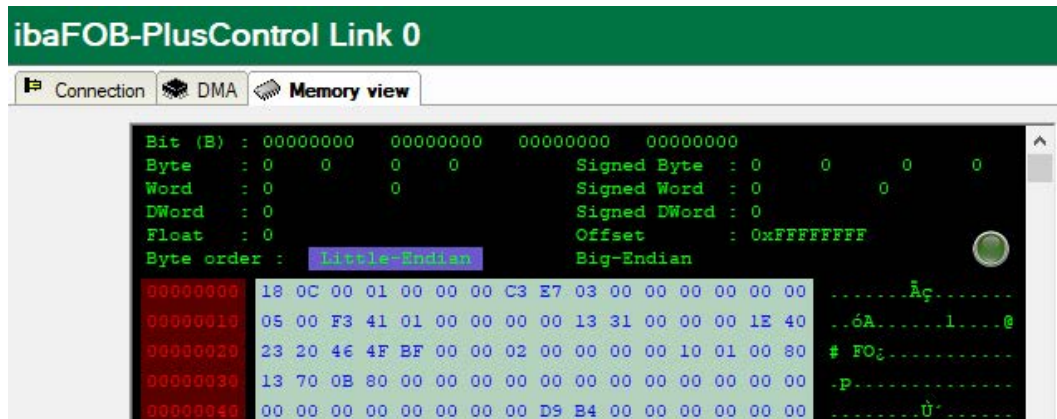 ibaFOB-PlusControl Link 0
Connection DMA Memory view
Bit (B) : 00000000 00000000 00000000 00000000
Byte : 0 0 0 0 Signed Byte : 0 0 0 0
Word : 0 0 Signed Word : 0 0
DWord : 0 Signed DWord : 0
Float : 0 Offset : 0xFFFFFFFF
Byte order : Little-Endian Big-Endian
00000000 18 0C 00 01 00 00 00 C3 E7 03 00 00 00 00 00 00 .......Ãç.......
00000010 05 00 F3 41 01 00 00 00 00 13 31 00 00 00 1E 40 ..óA......1....@
00000020 23 20 46 4F BF 00 00 02 00 00 00 00 10 01 00 80 # FO¿...........
00000030 13 70 0B 80 00 00 00 00 00 00 00 00 00 00 00 00 .p..............
00000040 00 00 00 00 00 00 00 00 D9 B4 00 00 00 00 00 00 ........Ù´......